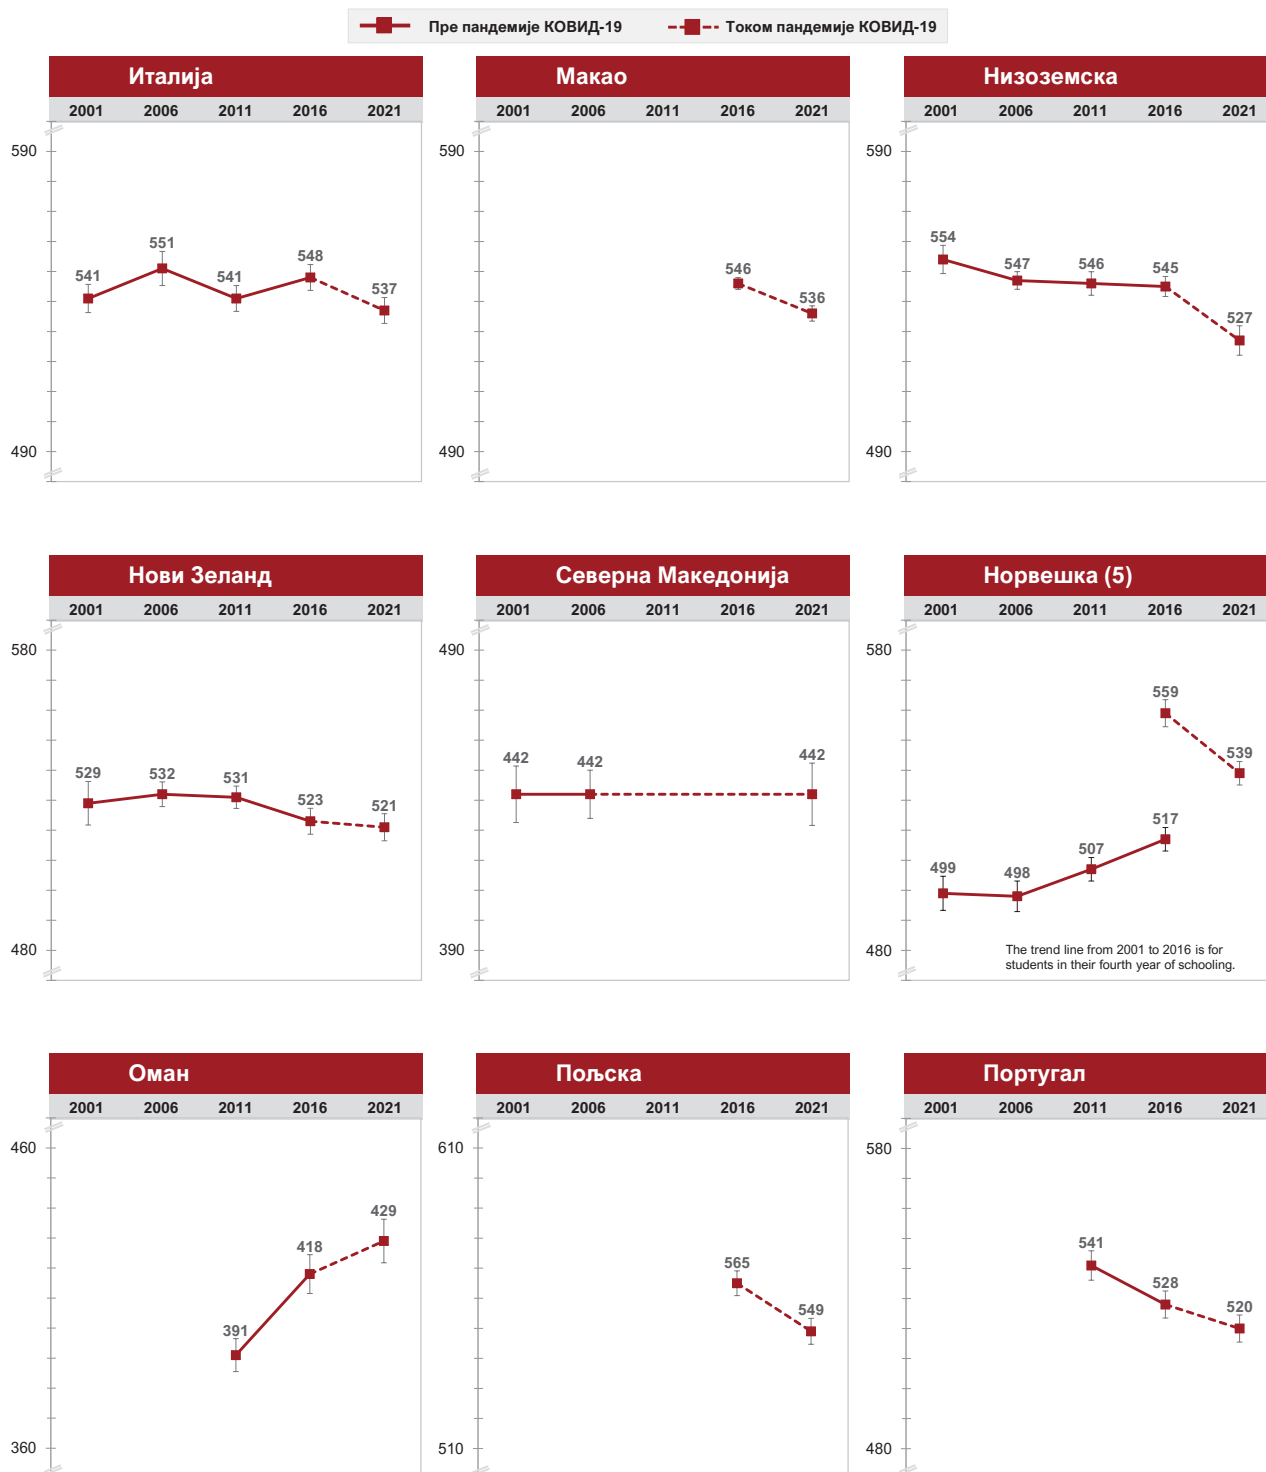 Пре пандемије КОВИД-19 Током пандемије КОВИД-19
Италија
2001 2006 2011 2016 2021
590
541
551
541
548
537
490
Макао
2001 2006 2011 2016 2021
590
546
536
490
Низоземска
2001 2006 2011 2016 2021
590
554
547
546
545
527
490
Нови Зеланд
2001 2006 2011 2016 2021
580
529
532
531
523
521
480
Северна Македонија
2001 2006 2011 2016 2021
490
442
442
442
390
Норвешка (5)
2001 2006 2011 2016 2021
580
559
539
499
498
507
517
480
The trend line from 2001 to 2016 is for
students in their fourth year of schooling.
Оман
2001 2006 2011 2016 2021
460
391
418
429
360
Пољска
2001 2006 2011 2016 2021
610
565
549
510
Португал
2001 2006 2011 2016 2021
580
541
528
520
480